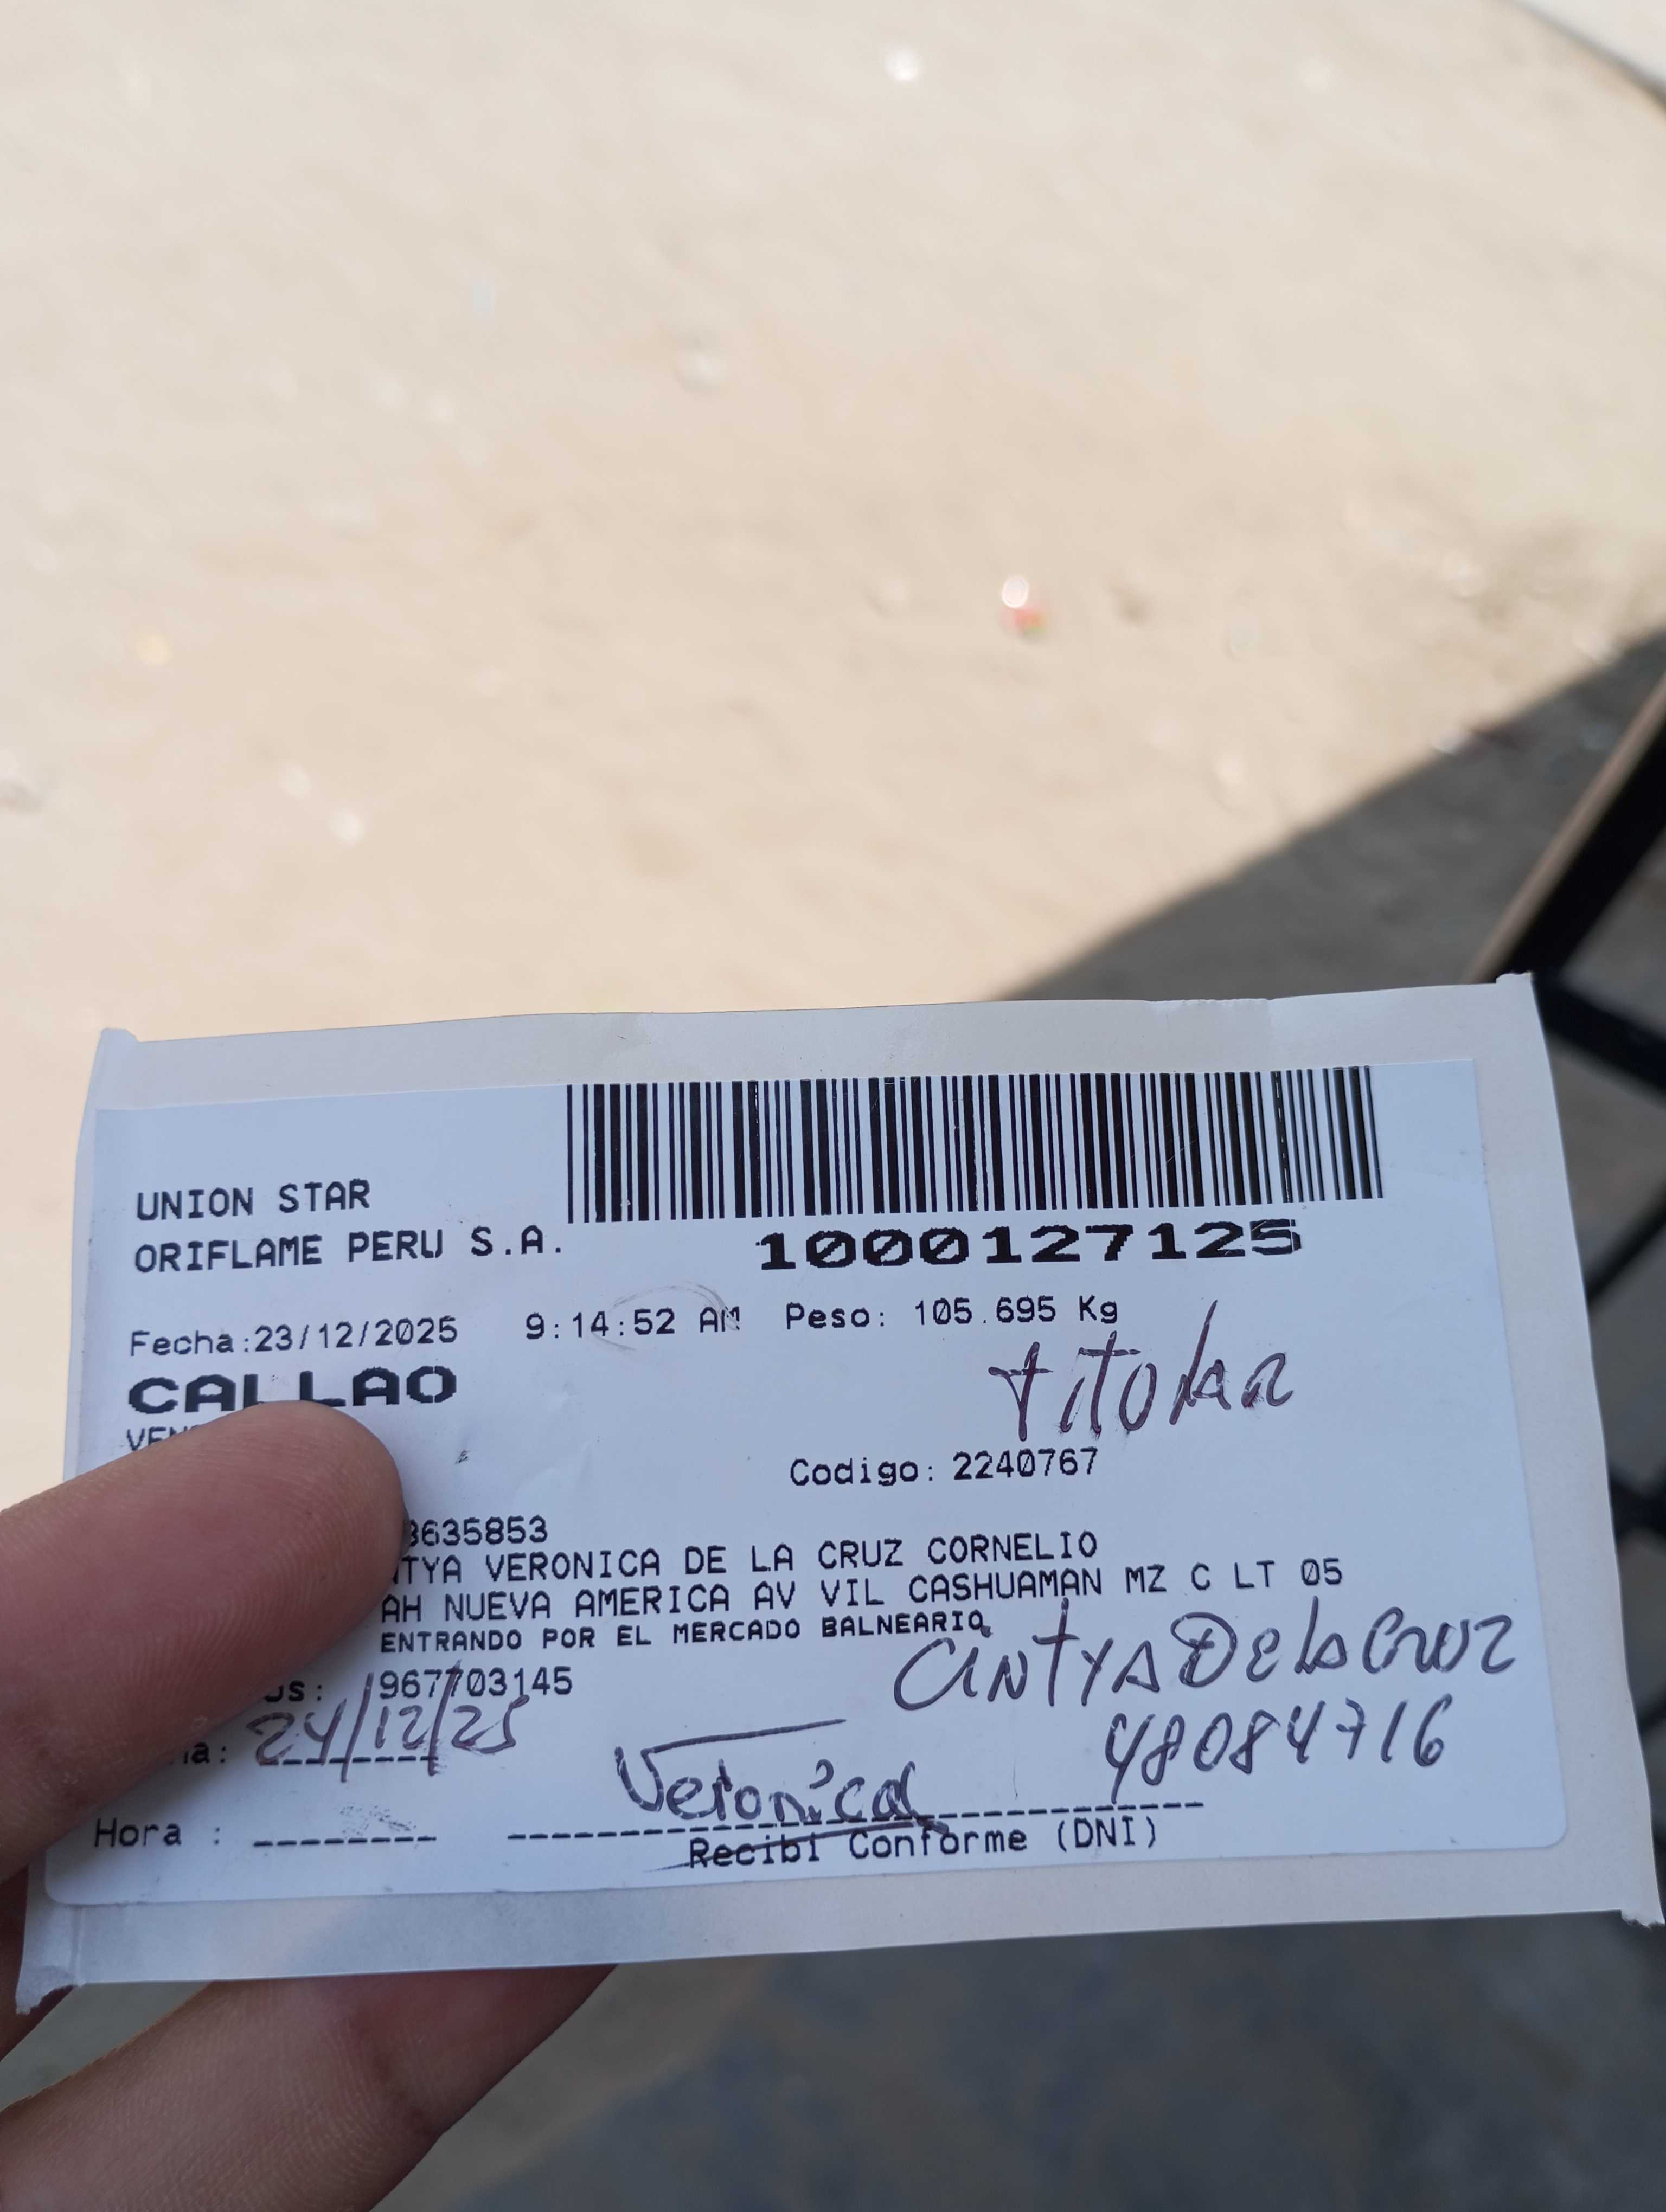 UNION STAR
ORIFLAME PERU S.A.
1000127125
Fecha:23/12/2025 9:14:52 AM Peso: 105.695 Kg
CALLAO
titolar
Codigo: 2240767
3635853
TYA VERONICA DE LA CRUZ CORNELIO
AH NUEVA AMERICA AV VIL CASHUAMAN MZ C LT 05
ENTRANDO POR EL MERCADO BALNEARIO
CINTYA De la Cruz
967703145
24/12/25
48084716
Veronica
Hora :
Recibi Conforme (DNI)